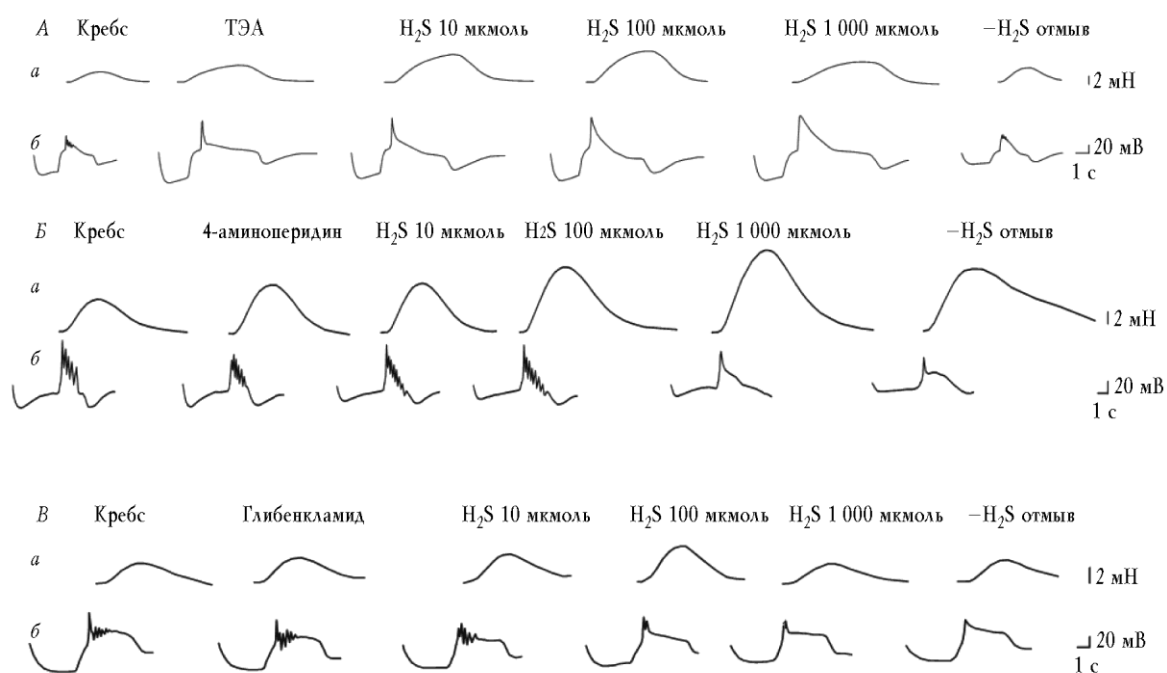 А Кребс ТЭА H₂S 10 мкмоль H₂S 100 мкмоль H₂S 1 000 мкмоль −H₂S отмыв
а 2 мН
б 20 мВ
1 с
Б Кребс 4-аминоперидин H₂S 10 мкмоль H2S 100 мкмоль H₂S 1 000 мкмоль −H₂S отмыв
а 2 мН
б 20 мВ
1 с
В Кребс Глибенкламид H₂S 10 мкмоль H₂S 100 мкмоль H₂S 1 000 мкмоль −H₂S отмыв
а 2 мН
б 20 мВ
1 с